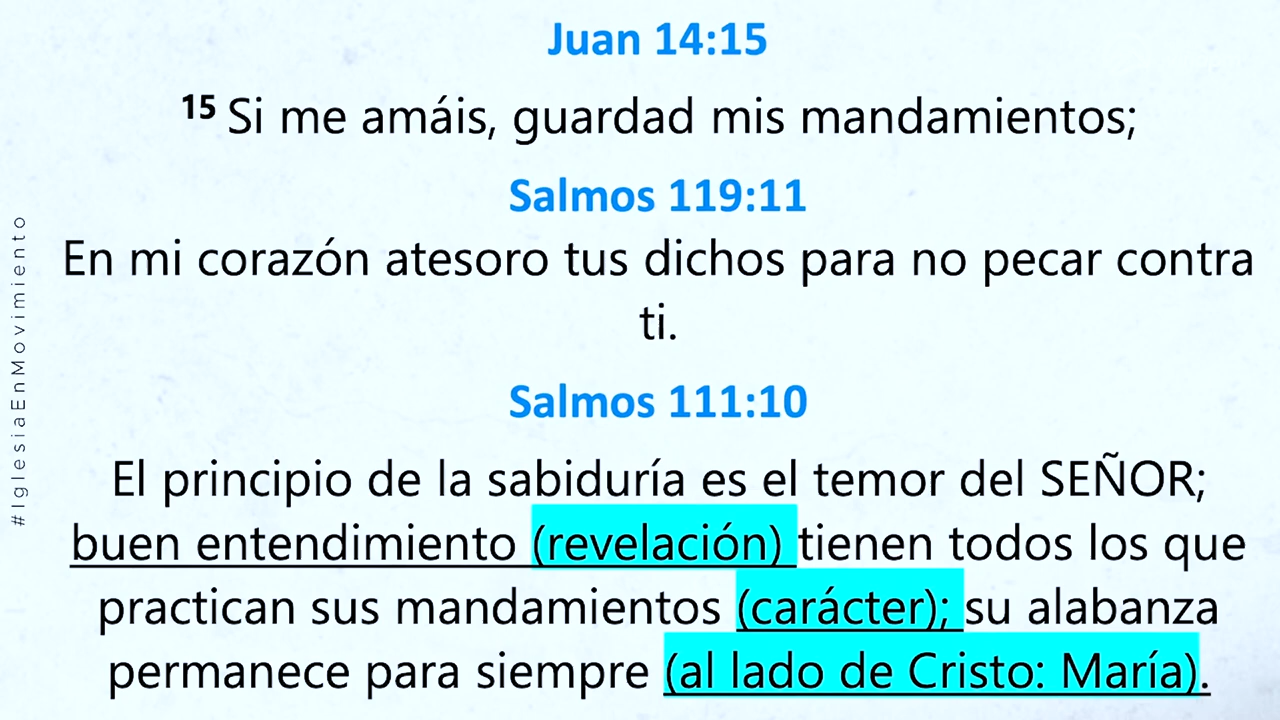 Juan 14:15
15 Si me amáis, guardad mis mandamientos;
Salmos 119:11
En mi corazón atesoro tus dichos para no pecar contra
ti.
Salmos 111:10
El principio de la sabiduría es el temor del SEÑOR;
buen entendimiento (revelación) tienen todos los que
practican sus mandamientos (carácter); su alabanza
permanece para siempre (al lado de Cristo: María).
#IglesiaEnMovimiento